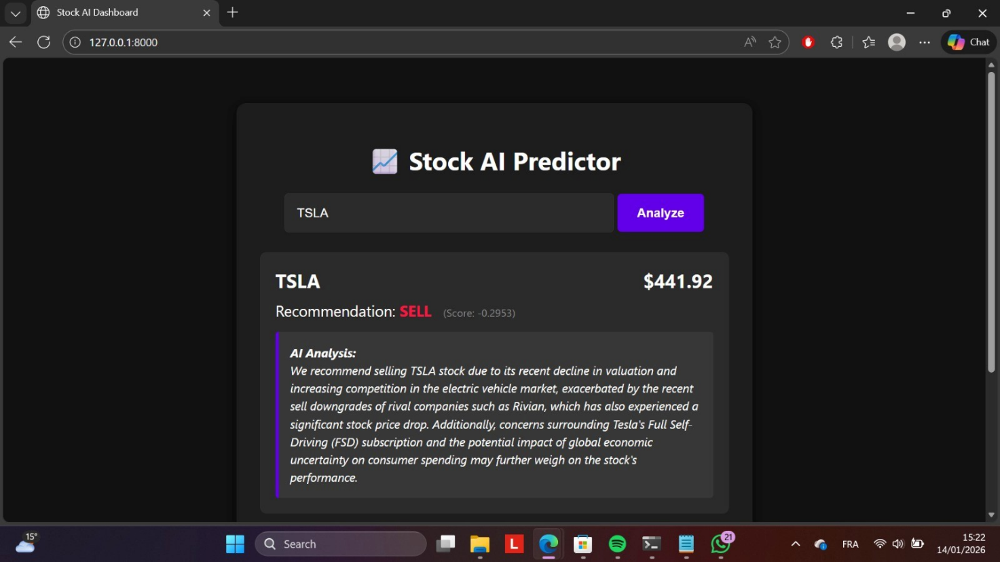 Stock AI Dashboard
127.0.0.1:8000
A
Chat
Stock AI Predictor
TSLA
Analyze
TSLA
$441.92
Recommendation: SELL (Score: -0.2953)
AI Analysis:
We recommend selling TSLA stock due to its recent decline in valuation and
increasing competition in the electric vehicle market, exacerbated by the recent
sell downgrades of rival companies such as Rivian, which has also experienced a
significant stock price drop. Additionally, concerns surrounding Tesla's Full Self-
Driving (FSD) subscription and the potential impact of global economic
uncertainty on consumer spending may further weigh on the stock's
performance.
15°
Search
L
21
FRA
15:22
14/01/2026